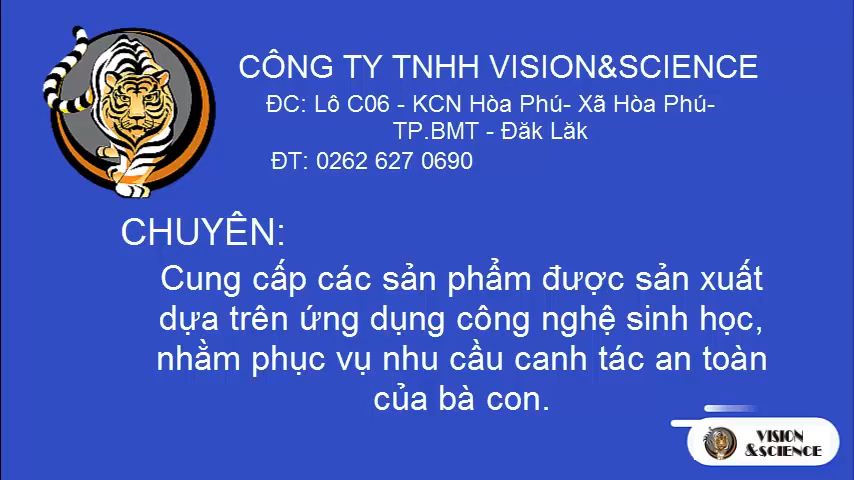 CÔNG TY TNHH VISION&SCIENCE
ĐC: Lô C06 - KCN Hòa Phú- Xã Hòa Phú-
TP.BMT - Đăk Lăk
ĐT: 0262 627 0690
CHUYÊN:
Cung cấp các sản phẩm được sản xuất
dựa trên ứng dụng công nghệ sinh học,
nhằm phục vụ nhu cầu canh tác an toàn
của bà con.
VISION
&SCIENCE